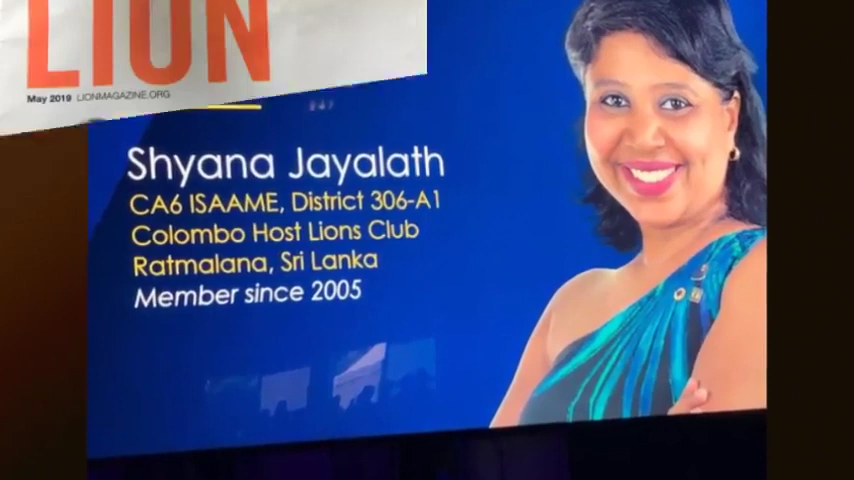 LION
May 2019 LIONMAGAZINE.ORG
Shyana Jayalath
CA6 ISAAME, District 306-A1
Colombo Host Lions Club
Ratmalana, Sri Lanka
Member since 2005